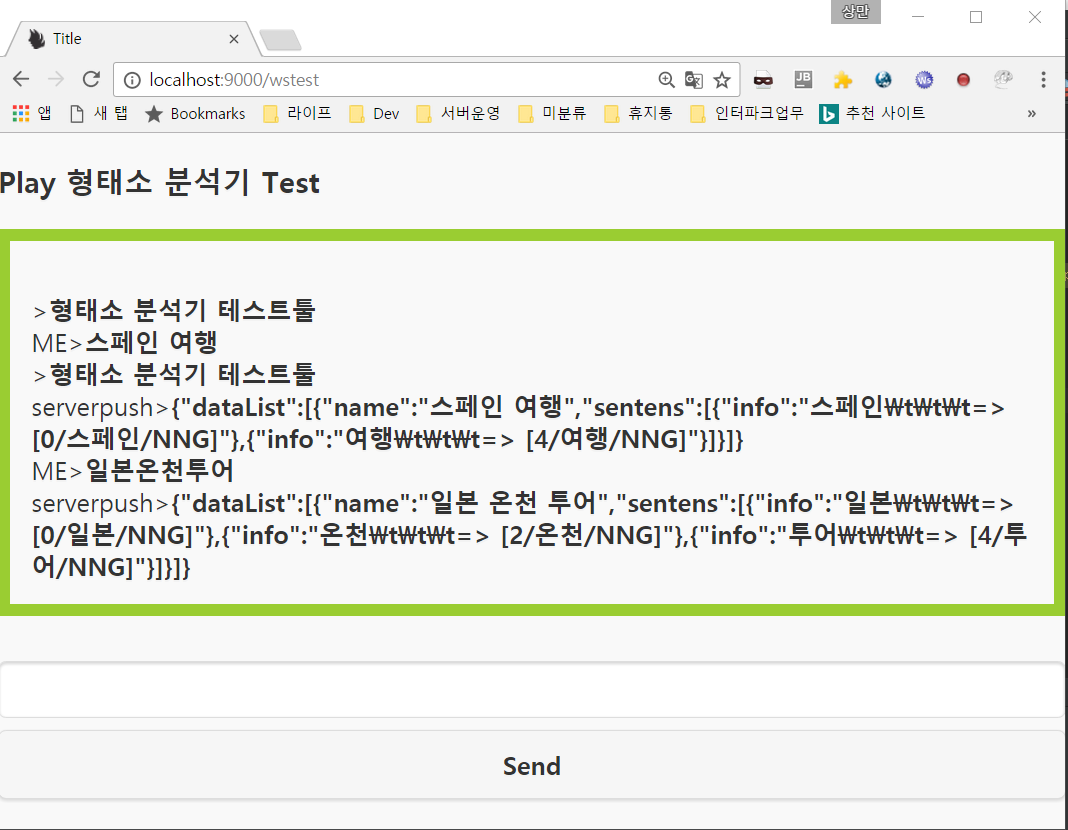 상만
Title
localhost:9000/wstest
앱 새 탭 Bookmarks 라이프 Dev 서버운영 미분류 휴지통 인터파크업무 추천 사이트 »
Play 형태소 분석기 Test
>형태소 분석기 테스트툴
ME>스페인 여행
>형태소 분석기 테스트툴
serverpush>{"dataList":[{"name":"스페인 여행","sentens":[{"info":"스페인₩t₩t₩t=>
[0/스페인/NNG]"},{"info":"여행₩t₩t₩t=> [4/여행/NNG]"}]}]}
ME>일본온천투어
serverpush>{"dataList":[{"name":"일본 온천 투어","sentens":[{"info":"일본₩t₩t₩t=>
[0/일본/NNG]"},{"info":"온천₩t₩t₩t=> [2/온천/NNG]"},{"info":"투어₩t₩t₩t=> [4/투
어/NNG]"}]}]}
Send